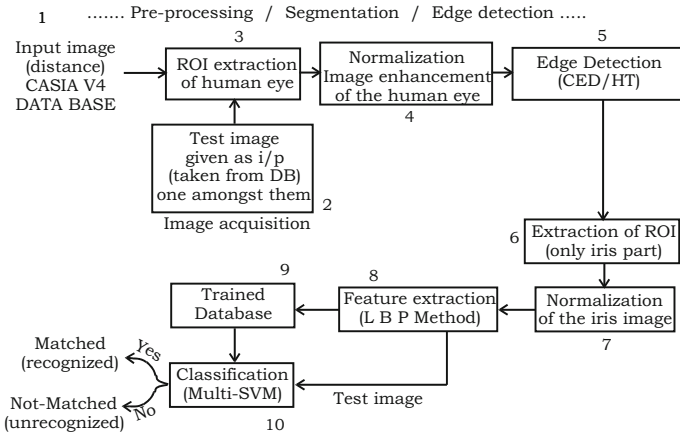 1 ....... Pre-processing / Segmentation / Edge detection .....
Input image
(distance)
CASIA V4
DATA BASE
3
ROI extraction
of human eye
Normalization
Image enhancement
of the human eye
4
5
Edge Detection
(CED/HT)
Test image
given as i/p
(taken from DB)
one amongst them
2
Image acquisition
6
Extraction of ROI
(only iris part)
Normalization
of the iris image
7
8
Feature extraction
(L B P Method)
9
Trained
Database
Classification
(Multi-SVM)
10
Test image
Yes
Matched
(recognized)
No
Not-Matched
(unrecognized)